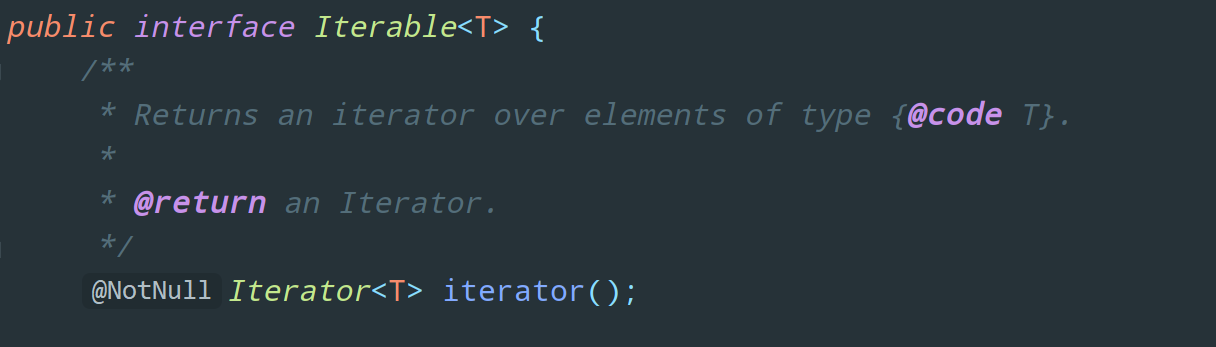 public interface Iterable<T> {
/**
* Returns an iterator over elements of type {@code T}.
*
* @return an Iterator.
*/
@NotNull Iterator<T> iterator();